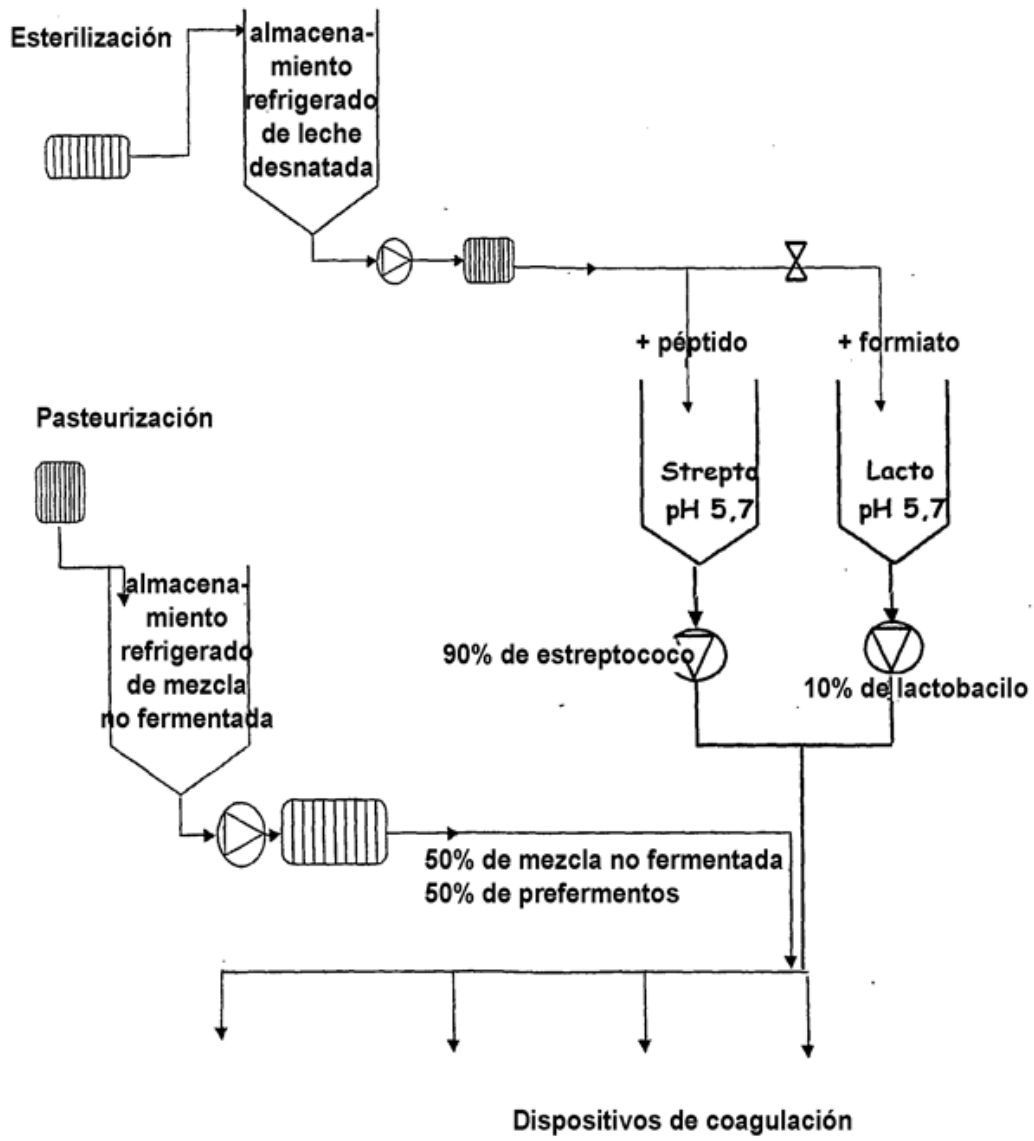 Esterilización
almacena-
miento
refrigerado
de leche
desnatada
+ péptido
+ formiato
Strepto
pH 5,7
Lacto
pH 5,7
Pasteurización
almacena-
miento
refrigerado
de mezcla
no fermentada
90% de estreptococo
10% de lactobacilo
50% de mezcla no fermentada
50% de prefermentos
Dispositivos de coagulación